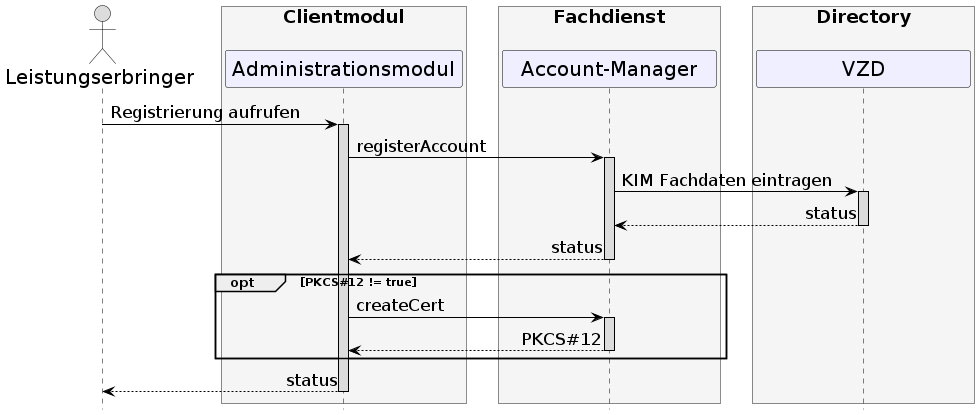 Clientmodul
Fachdienst
Directory
Leistungserbringer
Administrationsmodul
Account-Manager
VZD
Registrierung aufrufen
registerAccount
KIM Fachdaten eintragen
status
status
opt
[PKCS#12 != true]
createCert
PKCS#12
status